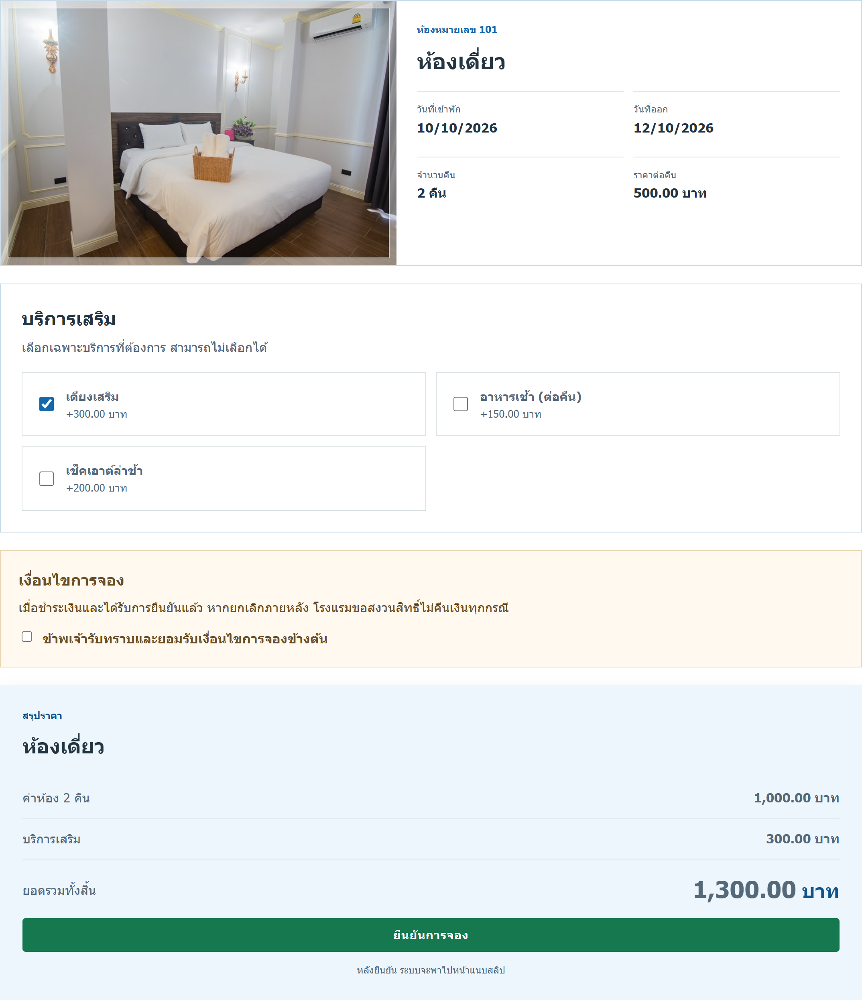 ห้องหมายเลข 101
ห้องเดี่ยว
วันที่เข้าพัก
10/10/2026
วันที่ออก
12/10/2026
จำนวนคืน
2 คืน
ราคาต่อคืน
500.00 บาท
บริการเสริม
เลือกเฉพาะบริการที่ต้องการ สามารถไม่เลือกได้
เตียงเสริม
+300.00 บาท
อาหารเช้า (ต่อคืน)
+150.00 บาท
เช็คเอาต์ล่าช้า
+200.00 บาท
เงื่อนไขการจอง
เมื่อชำระเงินและได้รับการยืนยันแล้ว หากยกเลิกภายหลัง โรงแรมขอสงวนสิทธิ์ไม่คืนเงินทุกกรณี
ข้าพเจ้ารับทราบและยอมรับเงื่อนไขการจองข้างต้น
สรุปราคา
ห้องเดี่ยว
ค่าห้อง 2 คืน 1,000.00 บาท
บริการเสริม 300.00 บาท
ยอดรวมทั้งสิ้น 1,300.00 บาท
ยืนยันการจอง
หลังยืนยัน ระบบจะพาไปหน้าแนบสลิป